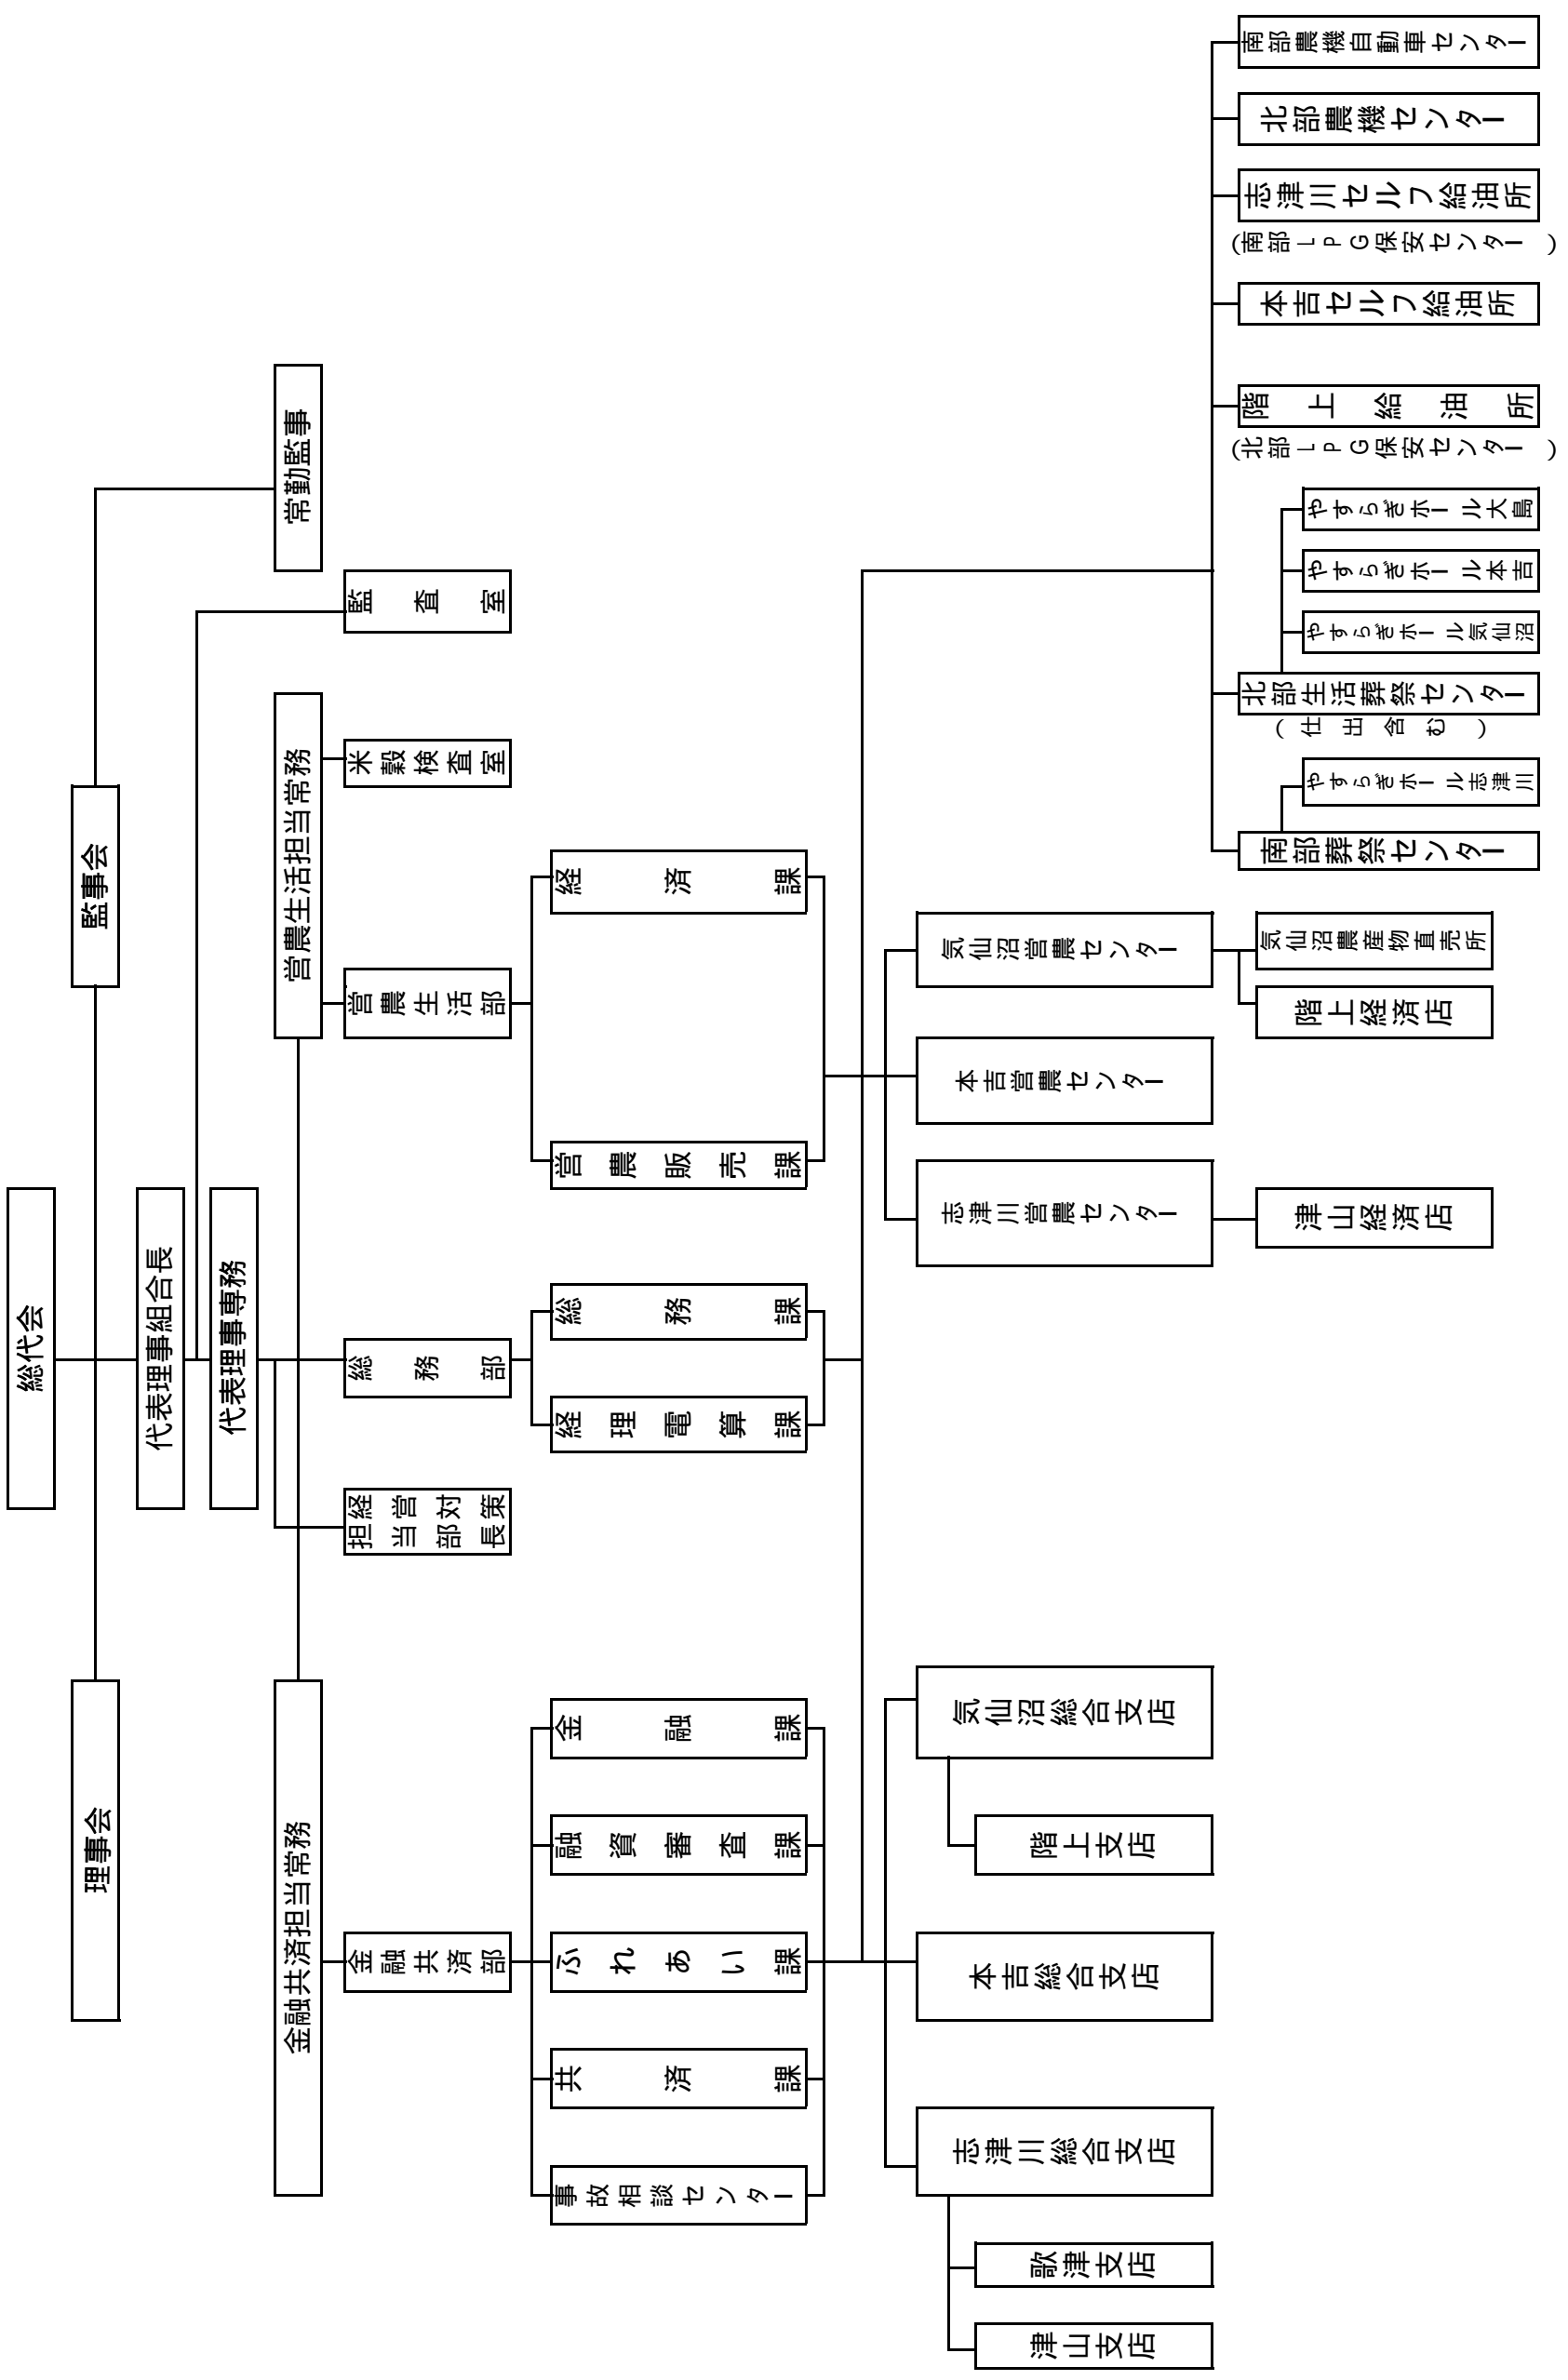 総代会
理事会
監事会
代表理事組合長
代表理事専務
金融共済担当常務
営農生活担当常務
常勤監事
金融共済部
経営対策
担当部長
総務部
営農生活部
米穀検査室
監査室
事故相談センター
共済課
ふれあい課
融資審査課
金融課
経理電算課
総務課
営農販売課
経済課
志津川総合支店
津山支店
歌津支店
本吉総合支店
気仙沼総合支店
階上支店
志津川営農センター
津山経済店
本吉営農センター
気仙沼営農センター
階上経済店
気仙沼農産物直売所
南部葬祭センター
やすらぎホール志津川
北部生活葬祭センター
(仕出含む)
やすらぎホール気仙沼
やすらぎホール本吉
やすらぎホール大島
階上給油所
(北部LPG保安センター)
本吉セルフ給油所
志津川セルフ給油所
(南部LPG保安センター)
北部農機センター
南部農機自動車センター